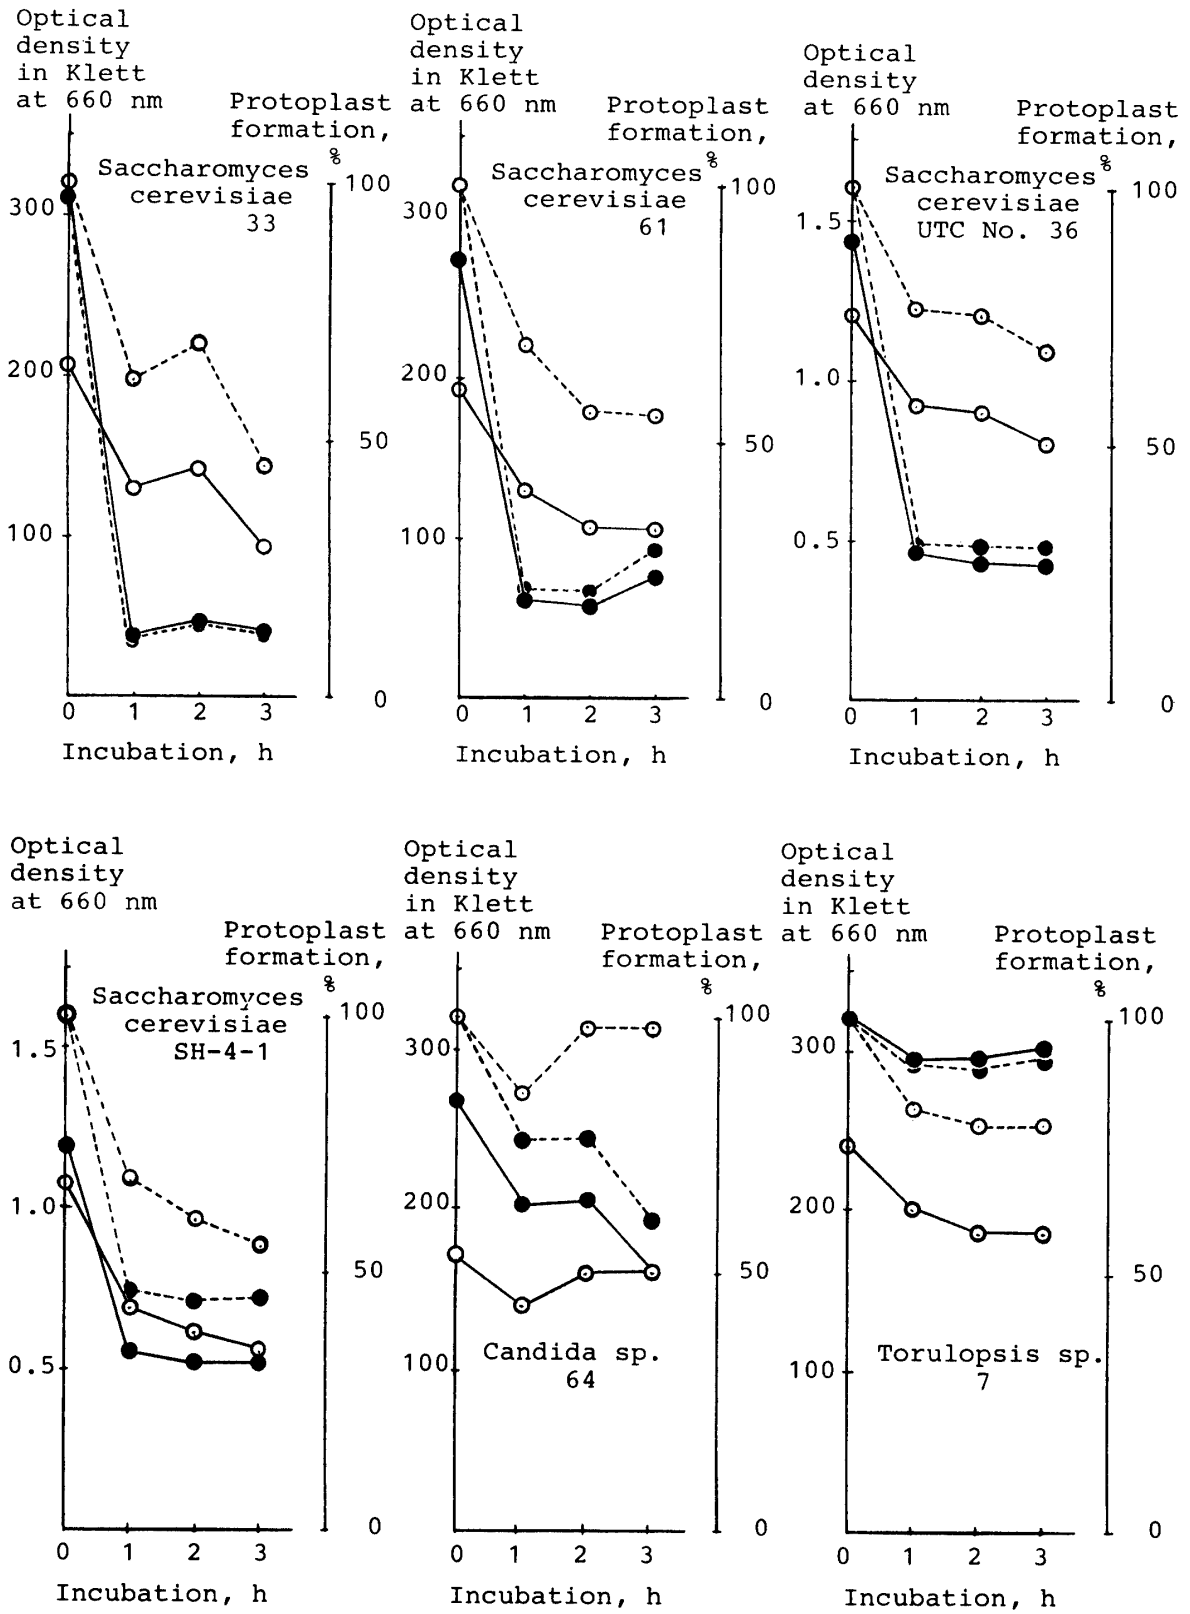 Optical
density
in Klett
at 660 nm
Protoplast
formation,
%
Saccharomyces
cerevisiae
33
300
200
100
100
50
0
0 1 2 3
Incubation, h
Optical
density
in Klett
at 660 nm
Protoplast
formation,
%
Saccharomyces
cerevisiae
61
300
200
100
100
50
0
0 1 2 3
Incubation, h
Optical
density
at 660 nm
Protoplast
formation,
%
Saccharomyces
cerevisiae
UTC No. 36
1.5
1.0
0.5
100
50
0
0 1 2 3
Incubation, h
Optical
density
at 660 nm
Protoplast
formation,
%
Saccharomyces
cerevisiae
SH-4-1
1.5
1.0
0.5
100
50
0
0 1 2 3
Incubation, h
Optical
density
in Klett
at 660 nm
Protoplast
formation,
%
300
200
100
100
50
0
Candida sp.
64
0 1 2 3
Incubation, h
Optical
density
in Klett
at 660 nm
Protoplast
formation,
%
300
200
100
100
50
0
Torulopsis sp.
7
0 1 2 3
Incubation, h